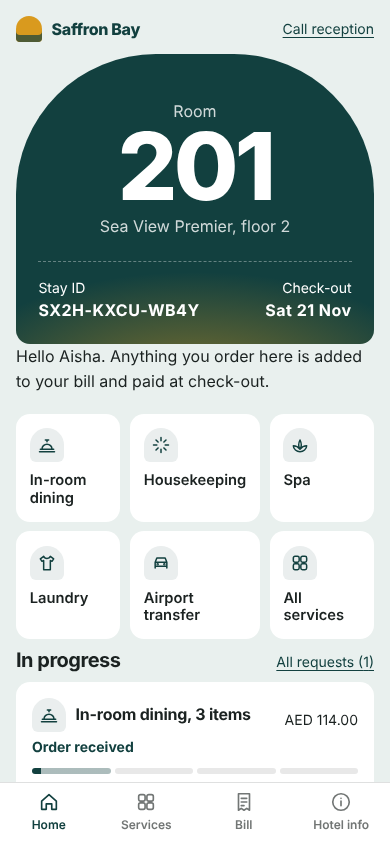 Saffron Bay
Call reception
Room
201
Sea View Premier, floor 2
Stay ID
Check-out
SX2H-KXCU-WB4Y
Sat 21 Nov
Hello Aisha. Anything you order here is added
to your bill and paid at check-out.
In-room
dining
Housekeeping
Spa
Laundry
Airport
transfer
All
services
In progress
All requests (1)
In-room dining, 3 items
AED 114.00
Order received
Home
Services
Bill
Hotel info